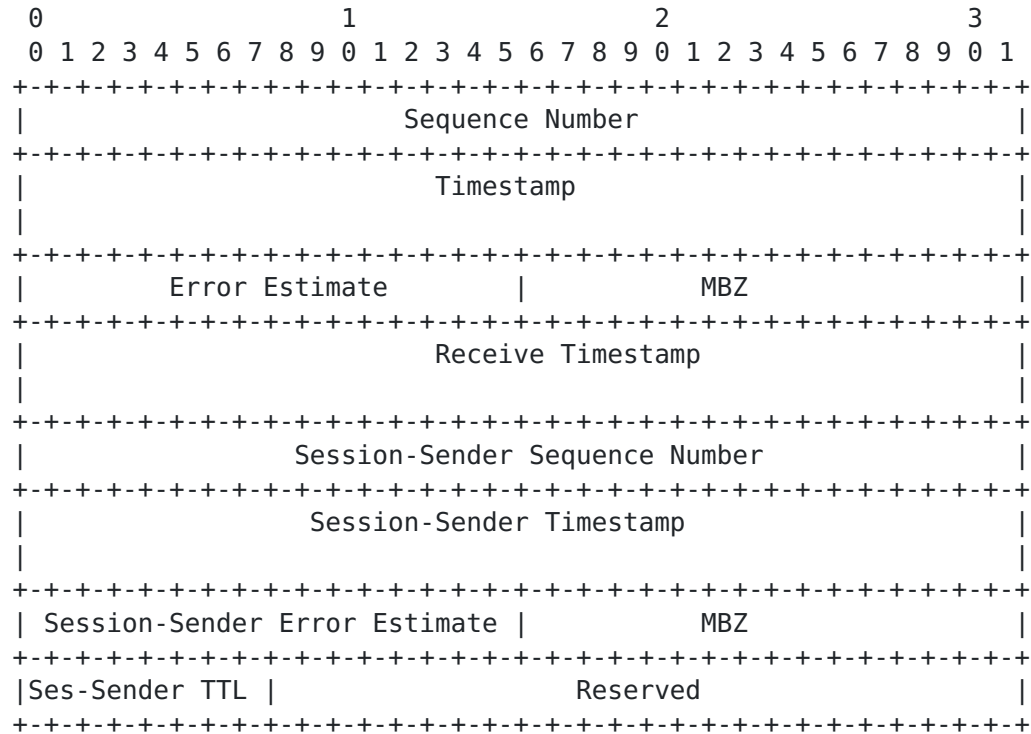 0                   1                   2                   3
 0 1 2 3 4 5 6 7 8 9 0 1 2 3 4 5 6 7 8 9 0 1 2 3 4 5 6 7 8 9 0 1
+-+-+-+-+-+-+-+-+-+-+-+-+-+-+-+-+-+-+-+-+-+-+-+-+-+-+-+-+-+-+-+-+
|                        Sequence Number                        |
+-+-+-+-+-+-+-+-+-+-+-+-+-+-+-+-+-+-+-+-+-+-+-+-+-+-+-+-+-+-+-+-+
|                          Timestamp                            |
|                                                               |
+-+-+-+-+-+-+-+-+-+-+-+-+-+-+-+-+-+-+-+-+-+-+-+-+-+-+-+-+-+-+-+-+
|         Error Estimate        |           MBZ                 |
+-+-+-+-+-+-+-+-+-+-+-+-+-+-+-+-+-+-+-+-+-+-+-+-+-+-+-+-+-+-+-+-+
|                          Receive Timestamp                    |
|                                                               |
+-+-+-+-+-+-+-+-+-+-+-+-+-+-+-+-+-+-+-+-+-+-+-+-+-+-+-+-+-+-+-+-+
|                 Session-Sender Sequence Number                |
+-+-+-+-+-+-+-+-+-+-+-+-+-+-+-+-+-+-+-+-+-+-+-+-+-+-+-+-+-+-+-+-+
|                  Session-Sender Timestamp                     |
|                                                               |
+-+-+-+-+-+-+-+-+-+-+-+-+-+-+-+-+-+-+-+-+-+-+-+-+-+-+-+-+-+-+-+-+
| Session-Sender Error Estimate |           MBZ                 |
+-+-+-+-+-+-+-+-+-+-+-+-+-+-+-+-+-+-+-+-+-+-+-+-+-+-+-+-+-+-+-+-+
|Ses-Sender TTL |                   Reserved                    |
+-+-+-+-+-+-+-+-+-+-+-+-+-+-+-+-+-+-+-+-+-+-+-+-+-+-+-+-+-+-+-+-+